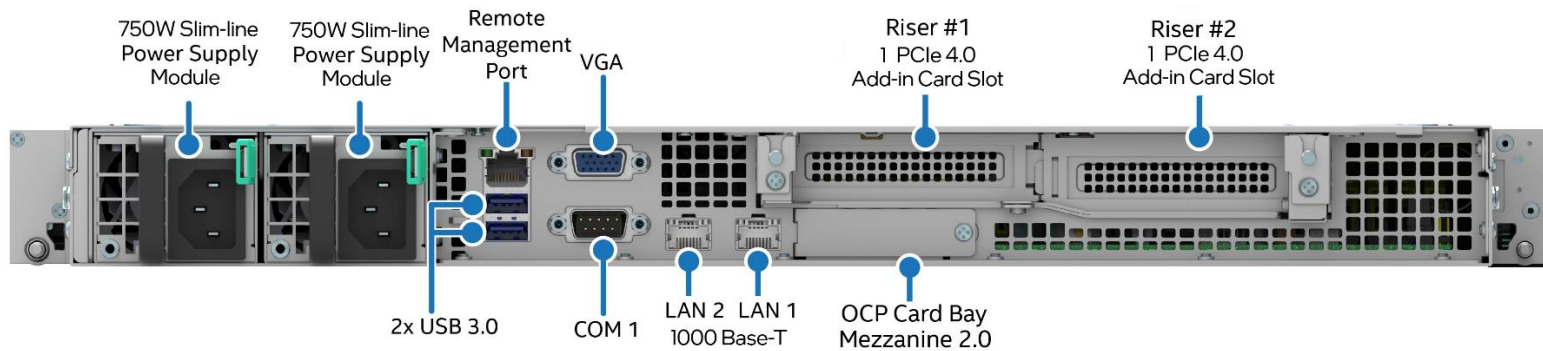 750W Slim-line
Power Supply
Module
750W Slim-line
Power Supply
Module
Remote
Management
Port
VGA
Riser #1
1 PCIe 4.0
Add-in Card Slot
Riser #2
1 PCIe 4.0
Add-in Card Slot
2x USB 3.0
COM 1
LAN 2 LAN 1
1000 Base-T
OCP Card Bay
Mezzanine 2.0